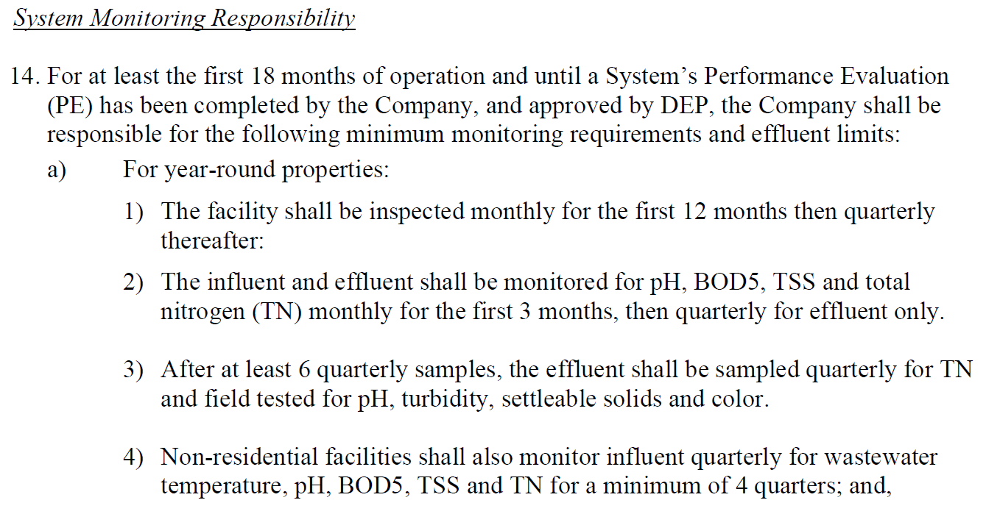 System Monitoring Responsibility
14. For at least the first 18 months of operation and until a System’s Performance Evaluation
(PE) has been completed by the Company, and approved by DEP, the Company shall be
responsible for the following minimum monitoring requirements and effluent limits:
a) For year-round properties:
1) The facility shall be inspected monthly for the first 12 months then quarterly
thereafter:
2) The influent and effluent shall be monitored for pH, BOD5, TSS and total
nitrogen (TN) monthly for the first 3 months, then quarterly for effluent only.
3) After at least 6 quarterly samples, the effluent shall be sampled quarterly for TN
and field tested for pH, turbidity, settleable solids and color.
4) Non-residential facilities shall also monitor influent quarterly for wastewater
temperature, pH, BOD5, TSS and TN for a minimum of 4 quarters; and,